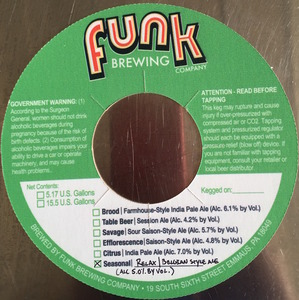 funk
BREWING
COMPANY
GOVERNMENT WARNING: (1)
According to the Surgeon
General, women should not drink
alcoholic beverages during
pregnancy because of the risk of
birth defects. (2) Consumption of
alcoholic beverages impairs your
ability to drive a car or operate
machinery, and may cause
health problems.
ATTENTION - READ BEFORE
TAPPING
This keg may rupture and cause
injury if over-pressurized with
compressed air or CO2. Tapping
system and pressurized regulator
should each be equipped with a
pressure relief (blow off) device. If
you are not familiar with tapping
equipment, consult your retailer or
local beer distributor.
Net Contents:
5.17 U.S. Gallons
15.5 U.S. Gallons
Kegged on:
Brood | Farmhouse-Style India Pale Ale (Alc. 6.1% by Vol.)
Table Beer | Session Ale (Alc. 4.2% by Vol.)
Savage | Sour Saison-Style Ale (Alc. 5.7% by Vol.)
Efflorescence | Saison-Style Ale (Alc. 4.8% by Vol.)
Citrus | India Pale Ale (Alc. 7.0% by Vol.)
Seasonal | RELAX | BELGIAN STYLE ALE
(ALC 5.0% BY VOL.)
BREWED BY FUNK BREWING COMPANY • 19 SOUTH SIXTH STREET EMMAUS, PA 18049